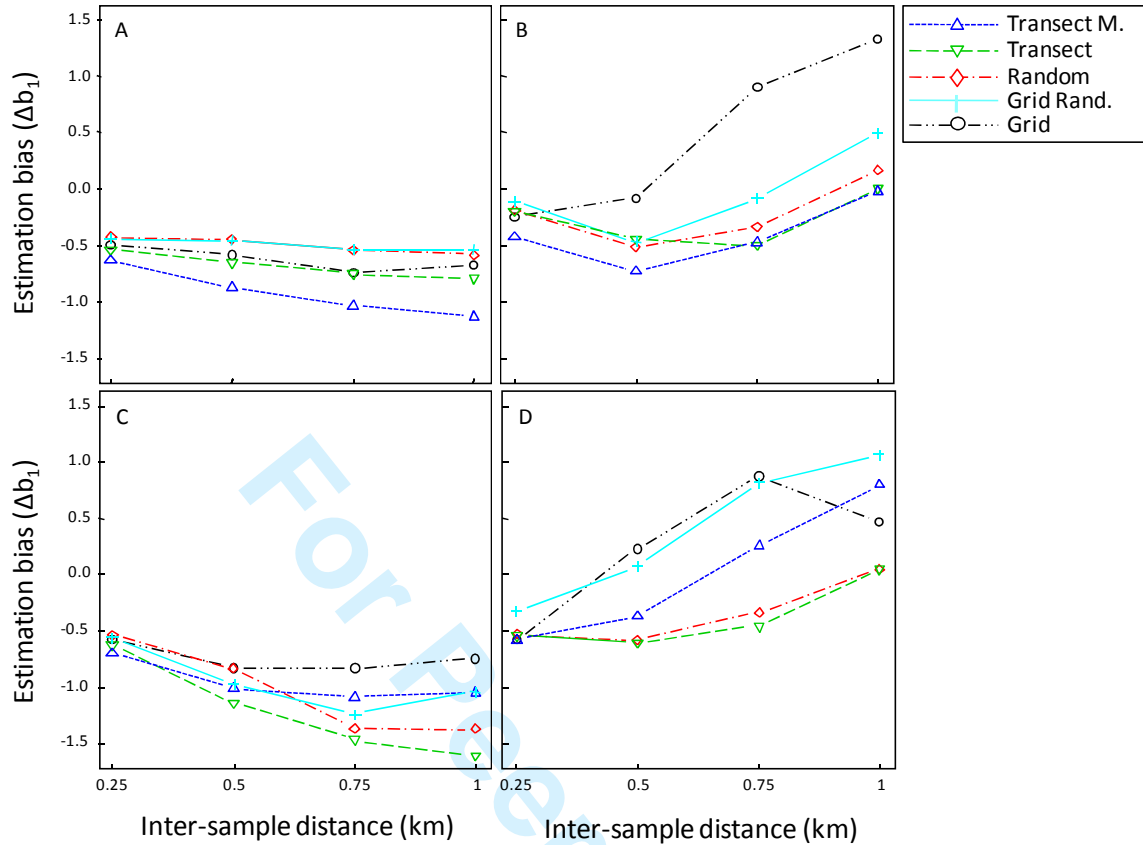 A
B
Transect M.
Transect
Random
Grid Rand.
Grid
1.5
1.0
0.5
0.0
-0.5
-1.0
-1.5
Estimation bias (Δb₁)
C
D
1.5
1.0
0.5
0.0
-0.5
-1.0
-1.5
Estimation bias (Δb₁)
0.25
0.5
0.75
1
0.25
0.5
0.75
1
Inter-sample distance (km)
Inter-sample distance (km)
For Peer